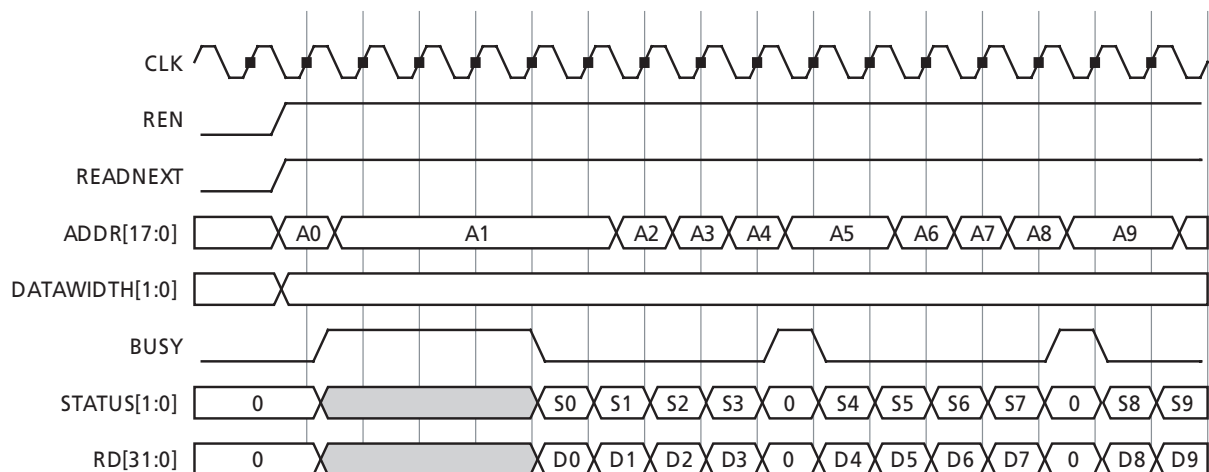 CLK
REN
READNEXT
ADDR[17:0] A0 A1 A2 A3 A4 A5 A6 A7 A8 A9
DATAWIDTH[1:0]
BUSY
STATUS[1:0] 0 S0 S1 S2 S3 0 S4 S5 S6 S7 0 S8 S9
RD[31:0] 0 D0 D1 D2 D3 0 D4 D5 D6 D7 0 D8 D9